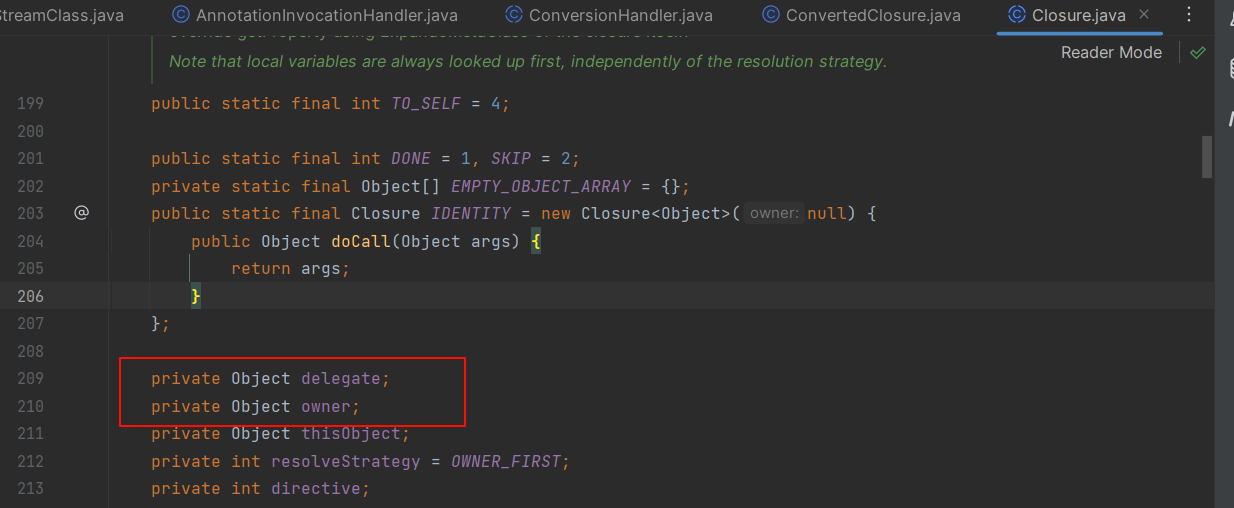 StreamClass.java AnnotationInvocationHandler.java ConversionHandler.java ConvertedClosure.java Closure.java
Reader Mode
Note that local variables are always looked up first, independently of the resolution strategy.
199 public static final int TO_SELF = 4;
200
201 public static final int DONE = 1, SKIP = 2;
202 private static final Object[] EMPTY_OBJECT_ARRAY = {};
203 @ public static final Closure IDENTITY = new Closure<Object>( owner: null) {
204 public Object doCall(Object args) {
205 return args;
206 }
207 };
208
209 private Object delegate;
210 private Object owner;
211 private Object thisObject;
212 private int resolveStrategy = OWNER_FIRST;
213 private int directive;